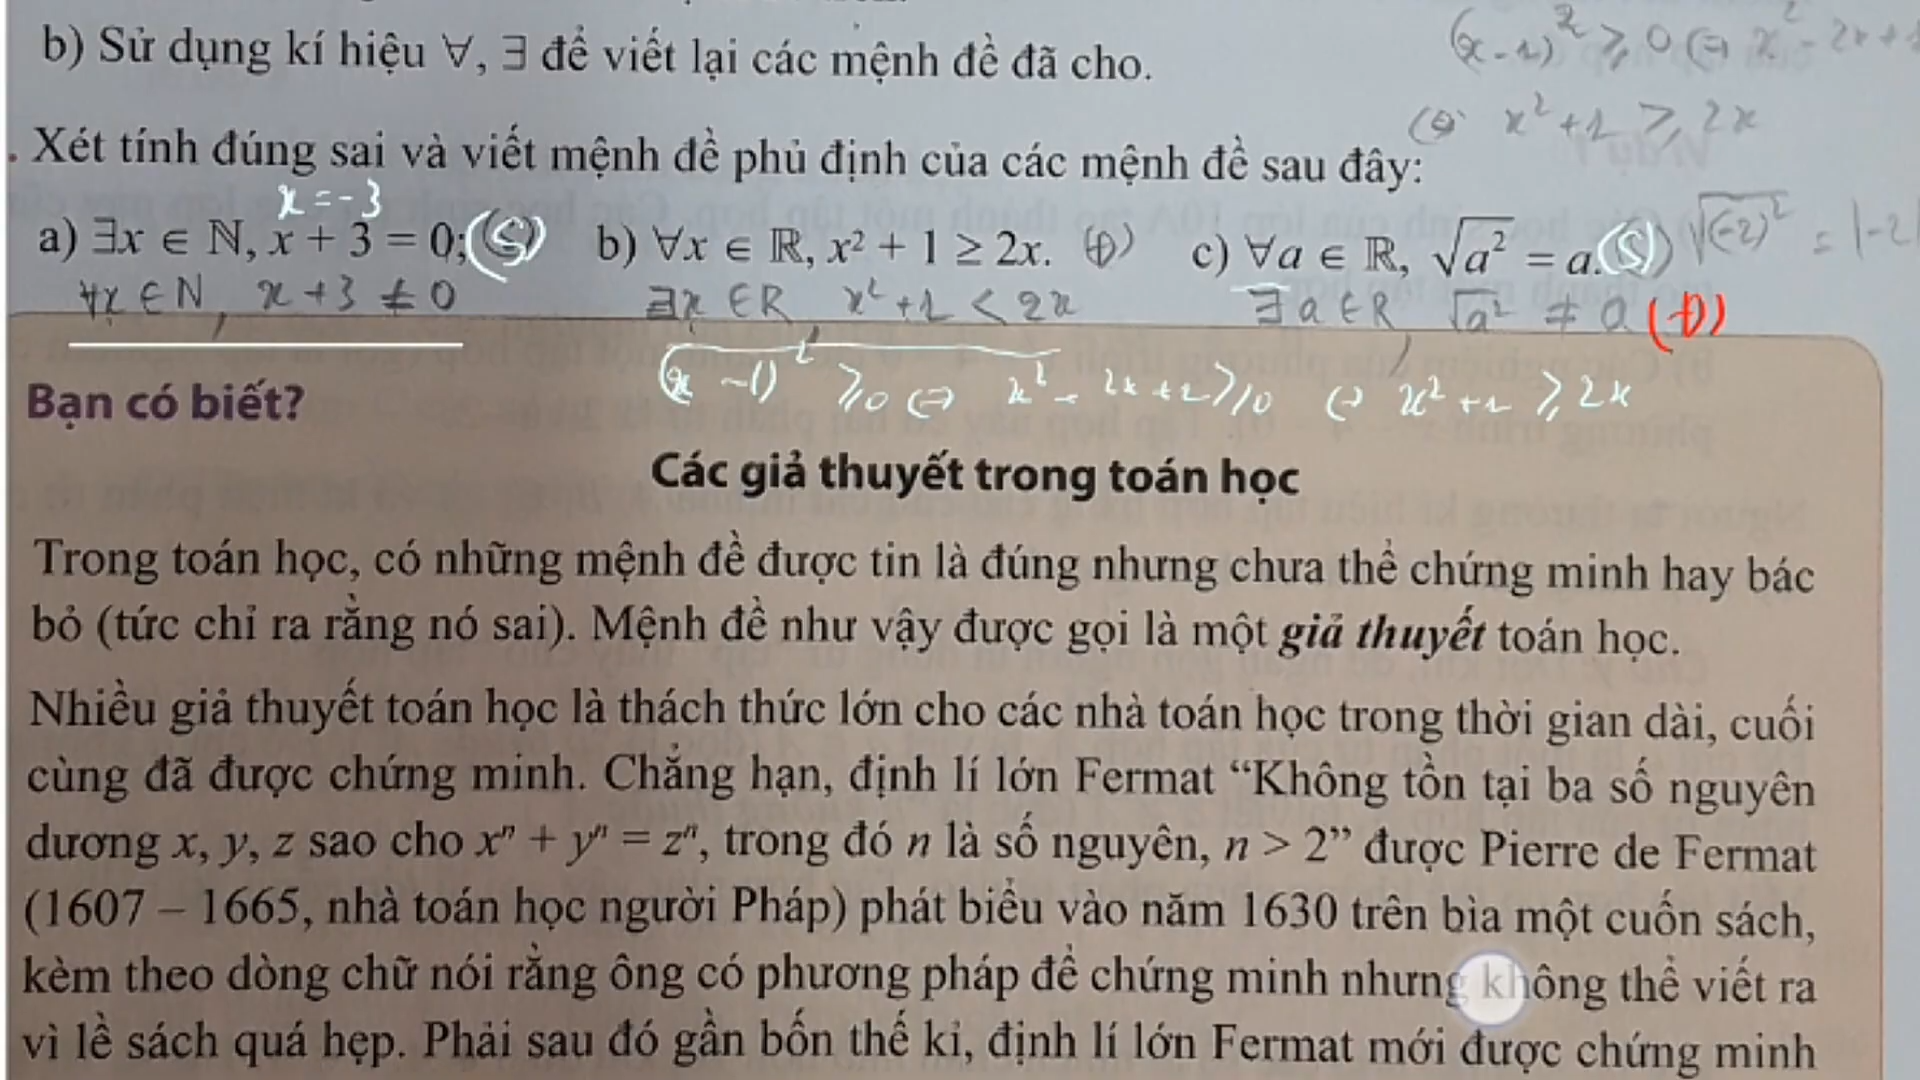 b) Sử dụng kí hiệu ∀, ∃ để viết lại các mệnh đề đã cho.
(x-1)² ≥ 0 ⇔ x² - 2x + 1
⇔ x² + 1 ≥ 2x
. Xét tính đúng sai và viết mệnh đề phủ định của các mệnh đề sau đây:
x = -3
a) ∃x ∈ ℕ, x + 3 = 0; (S) b) ∀x ∈ ℝ, x² + 1 ≥ 2x. (Đ) c) ∀a ∈ ℝ, √a² = a. (S) √(-2)² = |-2|
∀x ∈ N, x + 3 ≠ 0 ∃x ∈ R, x² + 1 < 2x ∃a ∈ R, √a² ≠ a (Đ)
(x - 1)² ≥ 0 ⇔ x² - 2x + 1 ≥ 0 ⇔ x² + 1 ≥ 2x
Bạn có biết?
Các giả thuyết trong toán học
Trong toán học, có những mệnh đề được tin là đúng nhưng chưa thể chứng minh hay bác
bỏ (tức chỉ ra rằng nó sai). Mệnh đề như vậy được gọi là một giả thuyết toán học.
Nhiều giả thuyết toán học là thách thức lớn cho các nhà toán học trong thời gian dài, cuối
cùng đã được chứng minh. Chẳng hạn, định lí lớn Fermat “Không tồn tại ba số nguyên
dương x, y, z sao cho xⁿ + yⁿ = zⁿ, trong đó n là số nguyên, n > 2” được Pierre de Fermat
(1607 – 1665, nhà toán học người Pháp) phát biểu vào năm 1630 trên bìa một cuốn sách,
kèm theo dòng chữ nói rằng ông có phương pháp để chứng minh nhưng không thể viết ra
vì lề sách quá hẹp. Phải sau đó gần bốn thế kỉ, định lí lớn Fermat mới được chứng minh